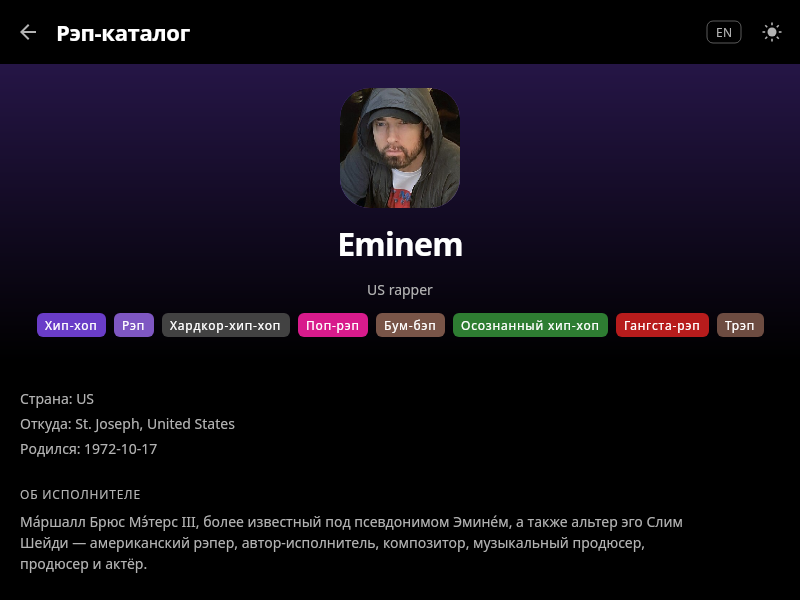 Рэп-каталог
EN
Eminem
US rapper
Хип-хоп Рэп Хардкор-хип-хоп Поп-рэп Бум-бэп Осознанный хип-хоп Гангста-рэп Трэп
Страна: US
Откуда: St. Joseph, United States
Родился: 1972-10-17
ОБ ИСПОЛНИТЕЛЕ
Ма́ршалл Брюс Мэ́терс III, более известный под псевдонимом Эмине́м, а также альтер эго Слим
Шейди — американский рэпер, автор-исполнитель, композитор, музыкальный продюсер,
продюсер и актёр.